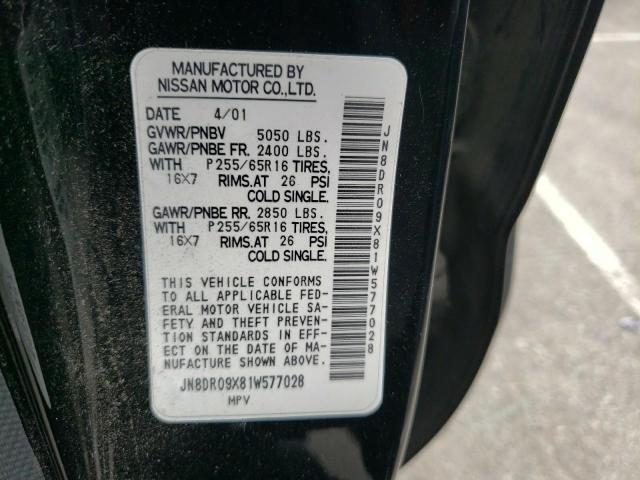 MANUFACTURED BY
NISSAN MOTOR CO.,LTD.
DATE 4/01
GVWR/PNBV 5050 LBS.
GAWR/PNBE FR. 2400 LBS.
WITH P255/65R16 TIRES,
16X7 RIMS.AT 26 PSI
COLD SINGLE.
GAWR/PNBE RR. 2850 LBS.
WITH P255/65R16 TIRES,
16X7 RIMS.AT 26 PSI
COLD SINGLE.
THIS VEHICLE CONFORMS
TO ALL APPLICABLE FED-
ERAL MOTOR VEHICLE SA-
FETY AND THEFT PREVEN-
TION STANDARDS IN EFF-
ECT ON THE DATE OF MA-
NUFACTURE SHOWN ABOVE.
JN8DR09X81W577028
MPV
JN8DR09X81W577028